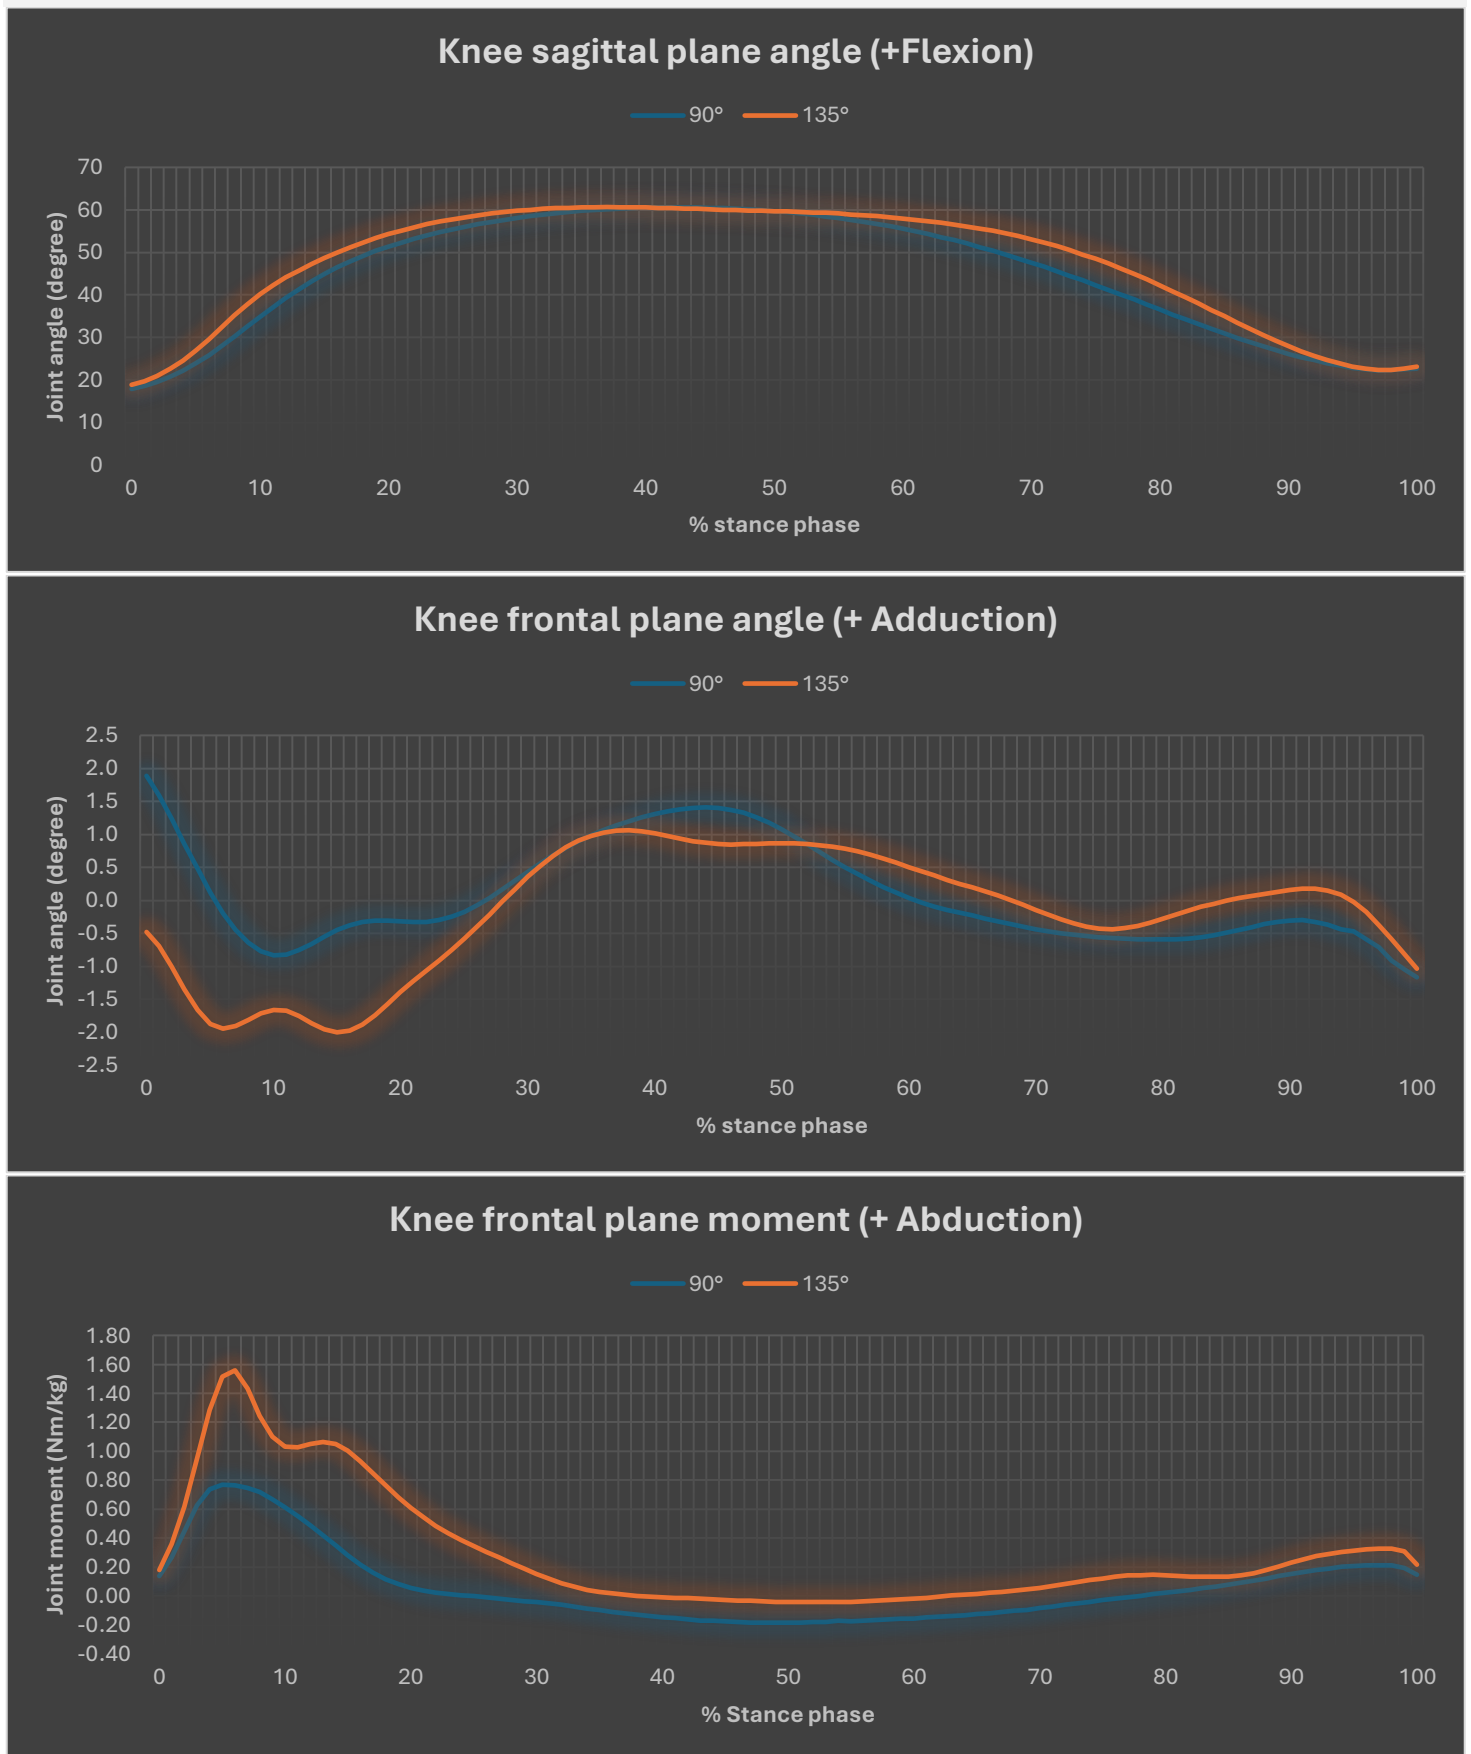 Knee sagittal plane angle (+Flexion)
90° 135°
Joint angle (degree)
70
60
50
40
30
20
10
0
0 10 20 30 40 50 60 70 80 90 100
% stance phase
Knee frontal plane angle (+ Adduction)
90° 135°
Joint angle (degree)
2.5
2.0
1.5
1.0
0.5
0.0
-0.5
-1.0
-1.5
-2.0
-2.5
0 10 20 30 40 50 60 70 80 90 100
% stance phase
Knee frontal plane moment (+ Abduction)
90° 135°
Joint moment (Nm/kg)
1.80
1.60
1.40
1.20
1.00
0.80
0.60
0.40
0.20
0.00
-0.20
-0.40
0 10 20 30 40 50 60 70 80 90 100
% Stance phase